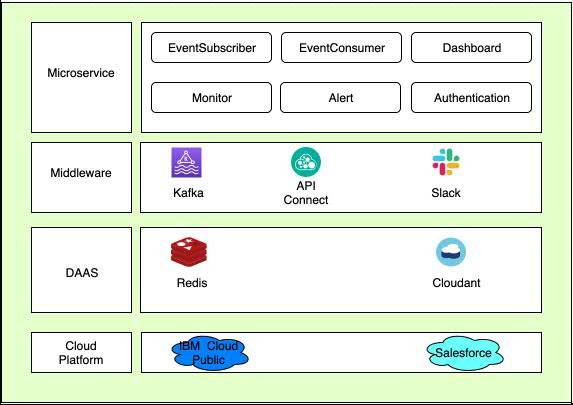 Microservice
EventSubscriber
EventConsumer
Dashboard
Monitor
Alert
Authentication
Middleware
Kafka
API
Connect
Slack
DAAS
Redis
Cloudant
Cloud
Platform
IBM Cloud
Public
Salesforce